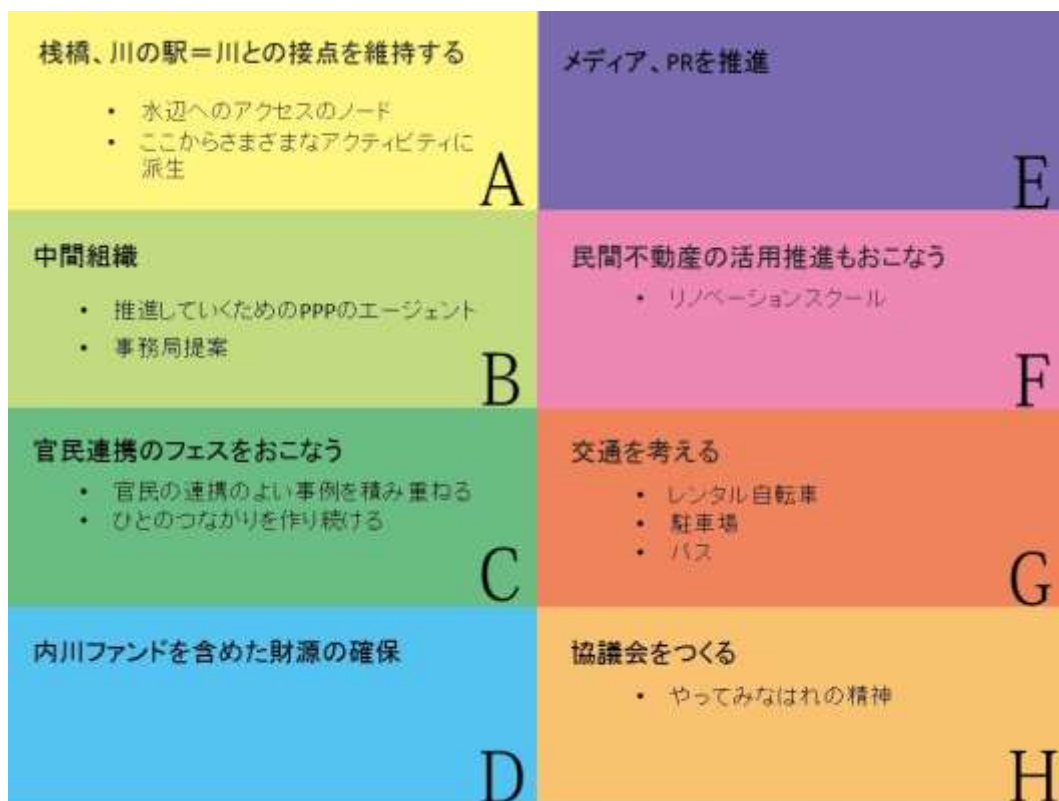 桟橋、川の駅＝川との接点を維持する
• 水辺へのアクセスのノード
• ここからさまざまなアクティビティに
派生
A
中間組織
• 推進していくためのPPPのエージェント
• 事務局提案
B
官民連携のフェスをおこなう
• 官民の連携のよい事例を積み重ねる
• ひとのつながりを作り続ける
C
内川ファンドを含めた財源の確保
D
メディア、PRを推進
E
民間不動産の活用推進もおこなう
• リノベーションスクール
F
交通を考える
• レンタル自転車
• 駐車場
• バス
G
協議会をつくる
• やってみなはれの精神
H